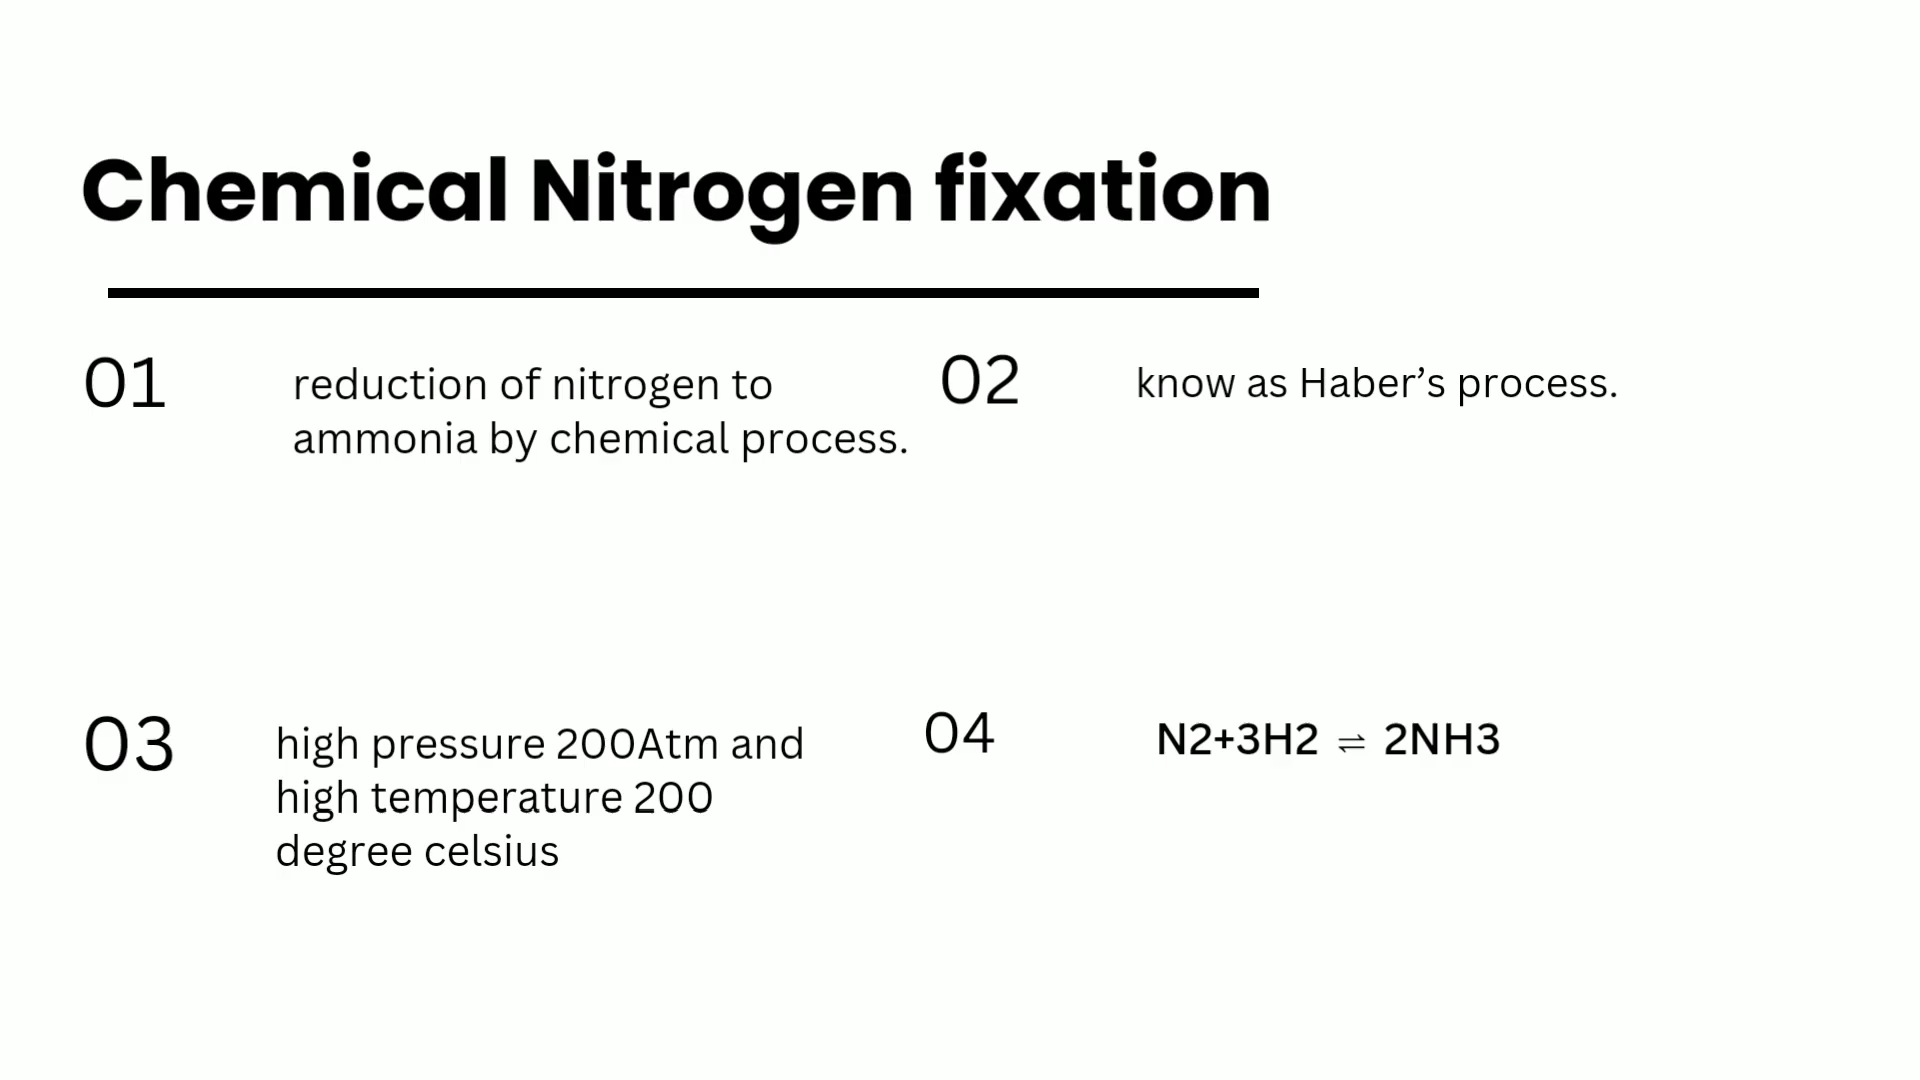 Chemical Nitrogen fixation
01
reduction of nitrogen to
ammonia by chemical process.
02
know as Haber’s process.
03
high pressure 200Atm and
high temperature 200
degree celsius
04
N2+3H2 ⇌ 2NH3